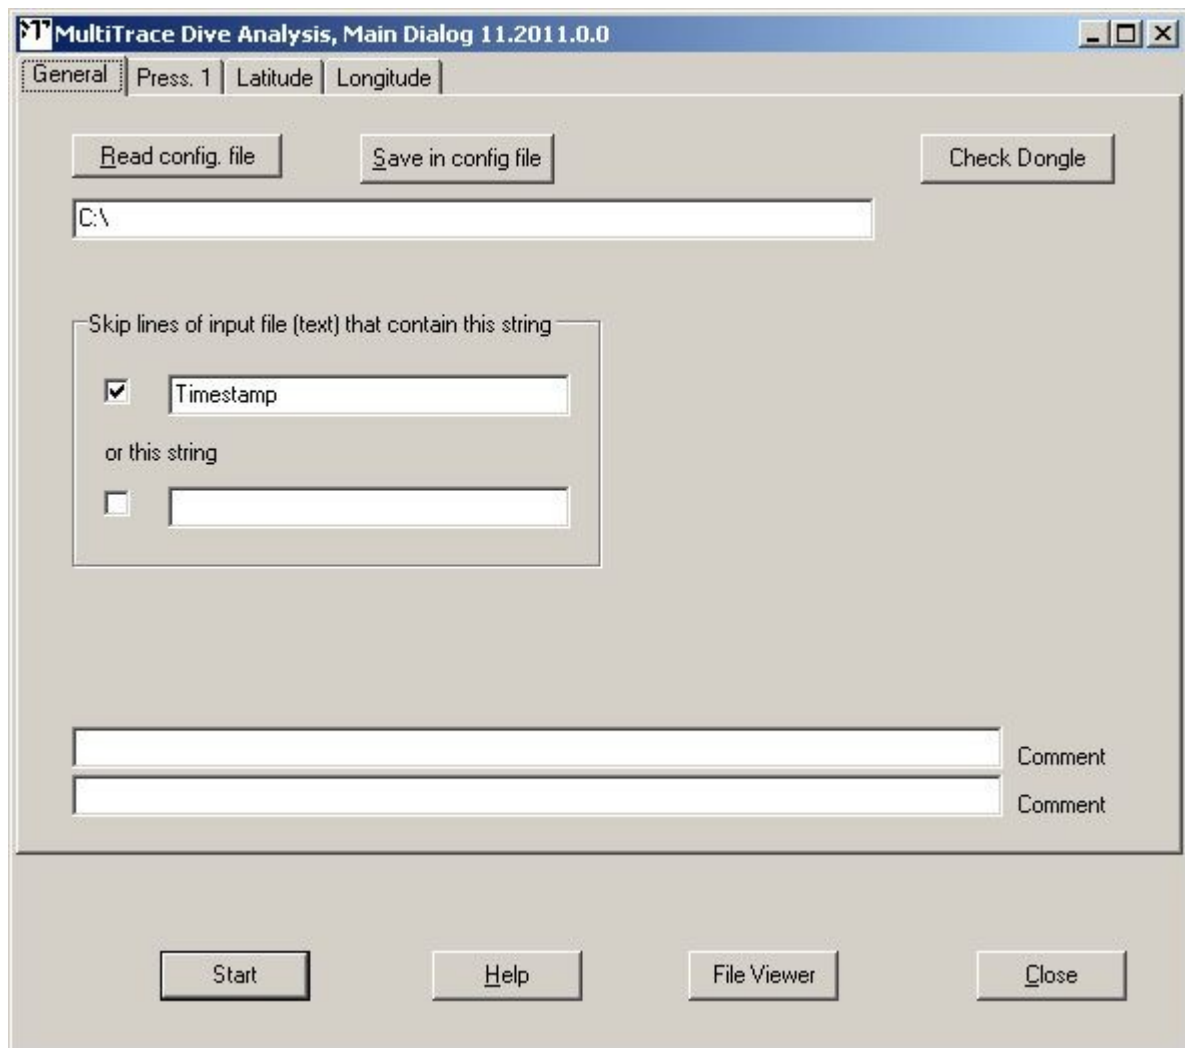 MultiTrace Dive Analysis, Main Dialog 11.2011.0.0
General Press. 1 Latitude Longitude
Read config. file Save in config file Check Dongle
C:\
Skip lines of input file (text) that contain this string
Timestamp
or this string
Comment
Comment
Start Help File Viewer Close